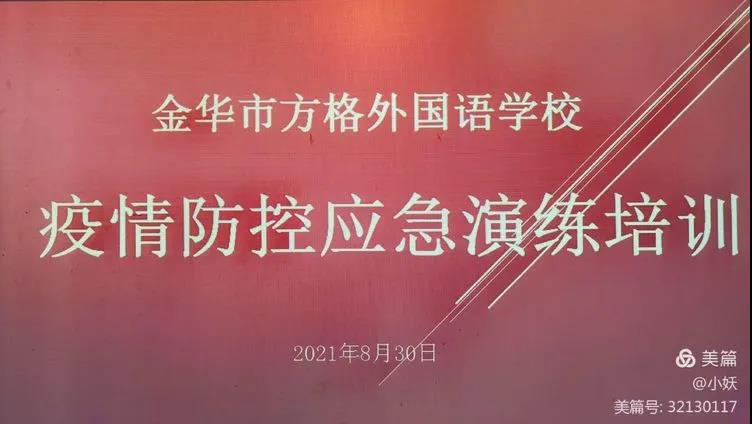 金华市方格外国语学校
疫情防控应急演练培训
2021年8月30日
美篇
@小妖
美篇号: 32130117